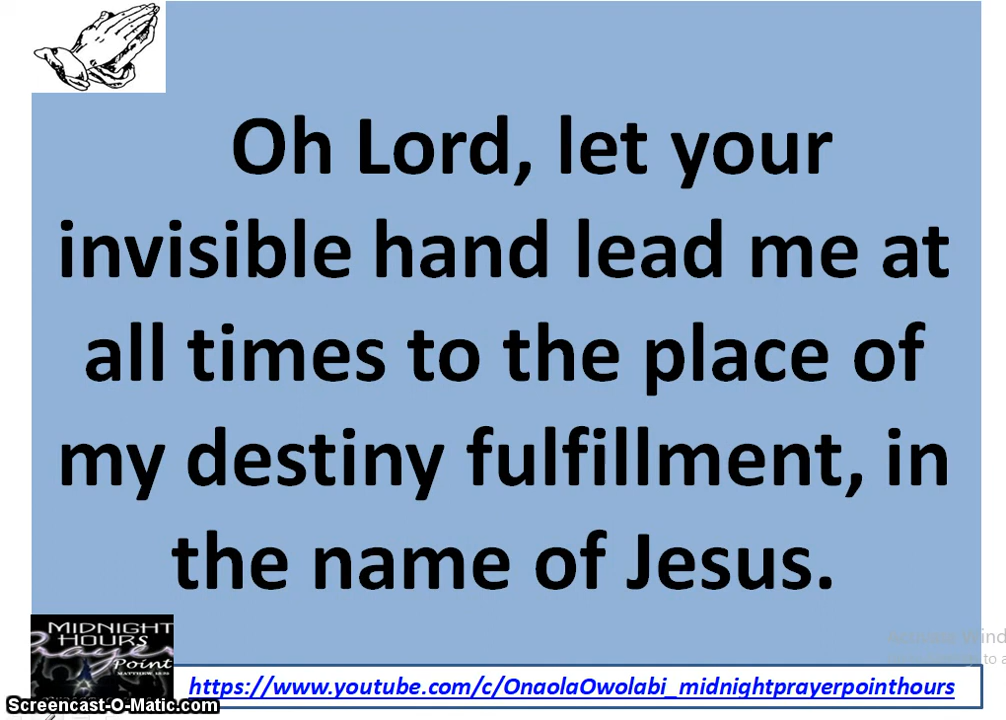 Oh Lord, let your
invisible hand lead me at
all times to the place of
my destiny fulfillment, in
the name of Jesus.
MIDNIGHT
HOURS
Prayer
Point
https://www.youtube.com/c/OnaolaOwolabi_midnightprayerpointhours
Screencast-O-Matic.com